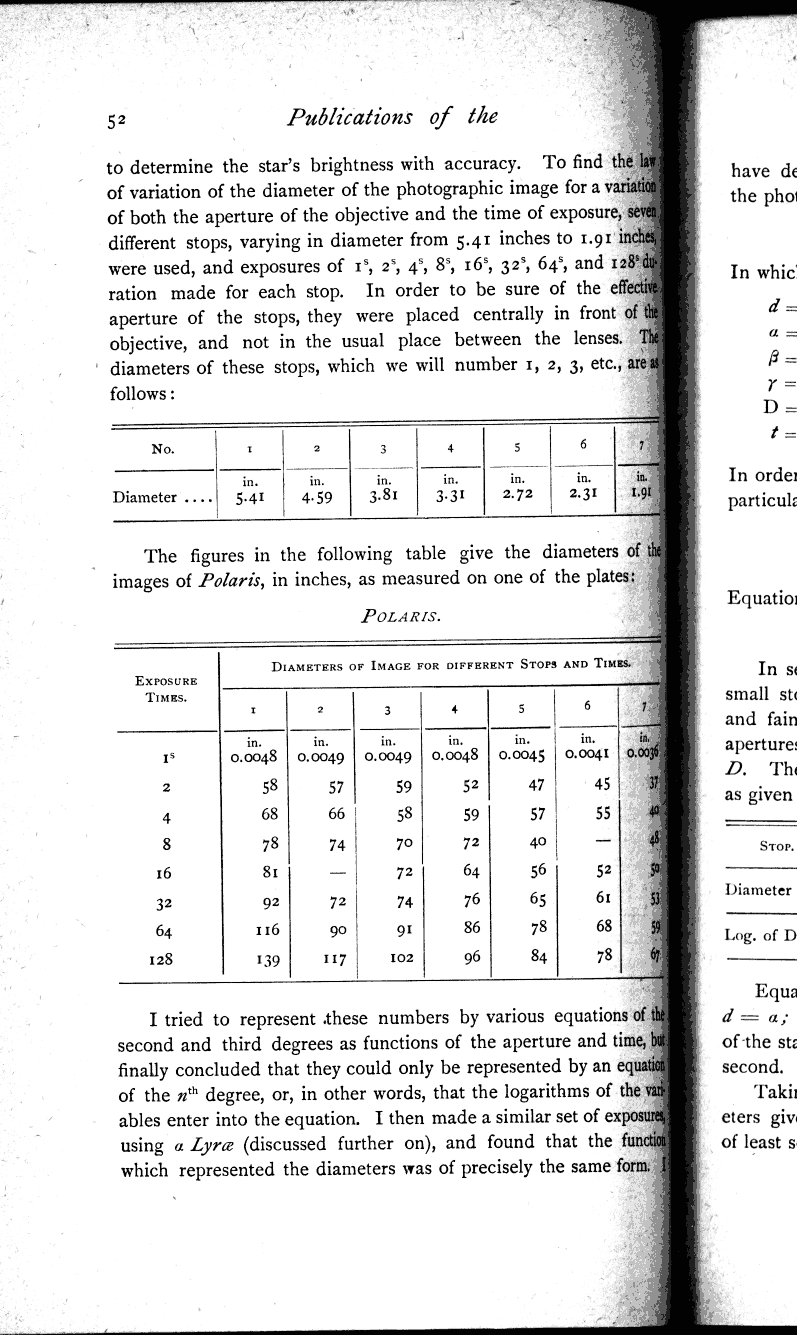 52 Publications of the
to determine the star's brightness with accuracy. To find the law
of variation of the diameter of the photographic image for a variation
of both the aperture of the objective and the time of exposure, seven
different stops, varying in diameter from 5.41 inches to 1.91 inches,
were used, and exposures of 1ˢ, 2ˢ, 4ˢ, 8ˢ, 16ˢ, 32ˢ, 64ˢ, and 128ˢ du-
ration made for each stop. In order to be sure of the effective
aperture of the stops, they were placed centrally in front of the
objective, and not in the usual place between the lenses. The
diameters of these stops, which we will number 1, 2, 3, etc., are as
follows:
No. 1 2 3 4 5 6 7
in. in. in. in. in. in. in.
Diameter .... 5.41 4.59 3.81 3.31 2.72 2.31 1.91
The figures in the following table give the diameters of the
images of Polaris, in inches, as measured on one of the plates:
POLARIS.
EXPOSURE TIMES. DIAMETERS OF IMAGE FOR DIFFERENT STOPS AND TIMES.
1 2 3 4 5 6 7
in. in. in. in. in. in. in.
1ˢ 0.0048 0.0049 0.0049 0.0048 0.0045 0.0041 0.0036
2 58 57 59 52 47 45 37
4 68 66 58 59 57 55 40
8 78 74 70 72 40 — 48
16 81 — 72 64 56 52 50
32 92 72 74 76 65 61 53
64 116 90 91 86 78 68 59
128 139 117 102 96 84 78 67
I tried to represent these numbers by various equations of the
second and third degrees as functions of the aperture and time, but
finally concluded that they could only be represented by an equation
of the nᵗʰ degree, or, in other words, that the logarithms of the vari-
ables enter into the equation. I then made a similar set of exposures,
using α Lyræ (discussed further on), and found that the function
which represented the diameters was of precisely the same form. I
have de
the phot
In whic
d =
α =
β =
γ =
D =
t =
In order
particula
Equation
In se
small sto
and fain
apertures
D. The
as given
STOP.
Diameter
Log. of D
Equa
d = α;
of the sta
second.
Takin
eters give
of least s